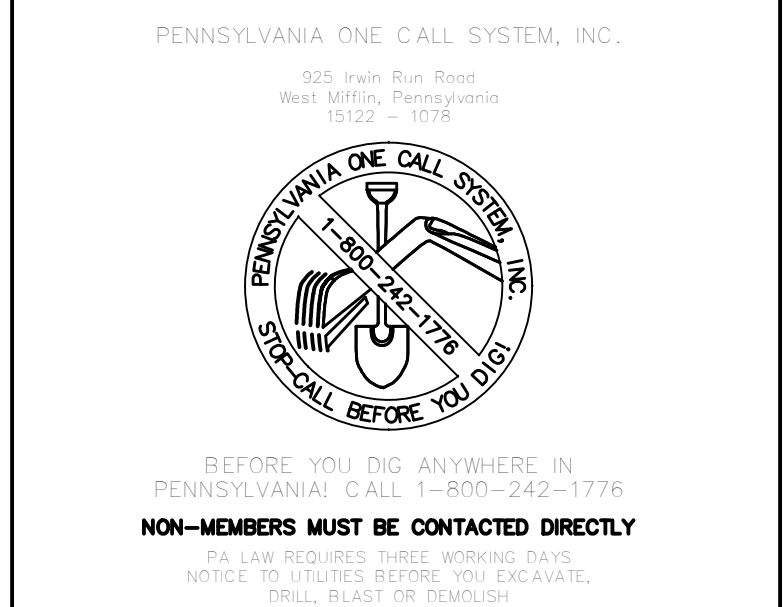 PENNSYLVANIA ONE CALL SYSTEM, INC.
925 Irwin Run Road
West Mifflin, Pennsylvania
15122 - 1078
PENNSYLVANIA ONE CALL SYSTEM, INC.
1-800-242-1776
STOP-CALL BEFORE YOU DIG!
BEFORE YOU DIG ANYWHERE IN
PENNSYLVANIA! CALL 1-800-242-1776
NON-MEMBERS MUST BE CONTACTED DIRECTLY
PA LAW REQUIRES THREE WORKING DAYS
NOTICE TO UTILITIES BEFORE YOU EXCAVATE,
DRILL, BLAST OR DEMOLISH